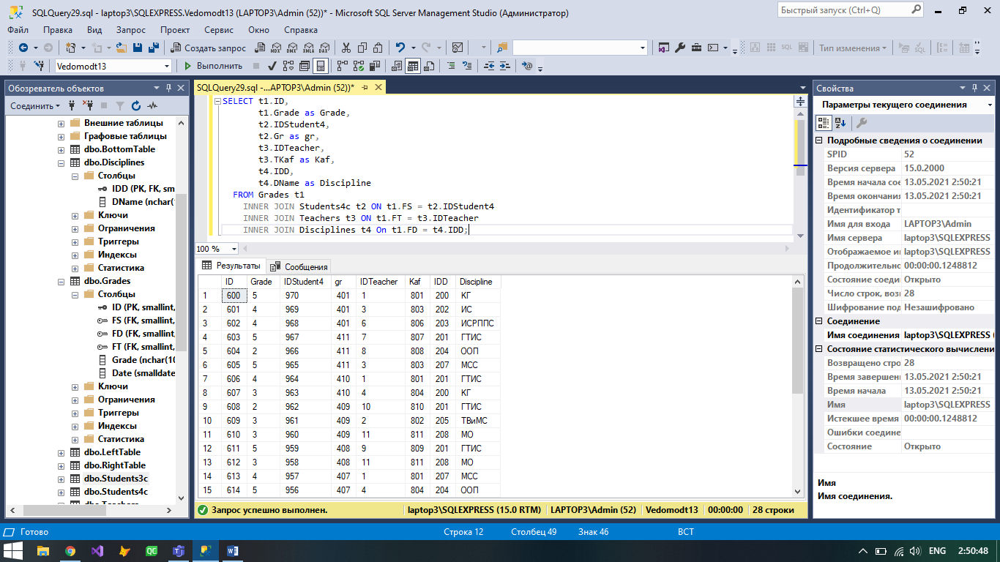 SQLQuery29.sql - laptop3\SQLEXPRESS.Vedomodt13 (LAPTOP3\Admin (52))* - Microsoft SQL Server Management Studio (Администратор)
Быстрый запуск (Ctrl+Q)
Файл Правка Вид Запрос Проект Сервис Окно Справка
Создать запрос
MDX DMX XMLA DAX
Тип изменения
SQL
Vedomodt13
Выполнить
Обозреватель объектов
Соединить
Внешние таблицы
Графовые таблицы
dbo.BottomTable
dbo.Disciplines
Столбцы
IDD (PK, FK, sm
DName (nchar(1
Ключи
Ограничения
Триггеры
Индексы
Статистика
dbo.Grades
Столбцы
ID (PK, smallint,
FS (FK, smallint,
FD (FK, smallint,
FT (FK, smallint,
Grade (nchar(10
Date (smalldate
Ключи
Ограничения
Триггеры
Индексы
Статистика
dbo.LeftTable
dbo.RightTable
dbo.Students3c
dbo.Students4c
SQLQuery29.sql -...APTOP3\Admin (52))*
SELECT t1.ID,
t1.Grade as Grade,
t2.IDStudent4,
t2.Gr as gr,
t3.IDTeacher,
t3.TKaf as Kaf,
t4.IDD,
t4.DName as Discipline
FROM Grades t1
INNER JOIN Students4c t2 ON t1.FS = t2.IDStudent4
INNER JOIN Teachers t3 ON t1.FT = t3.IDTeacher
INNER JOIN Disciplines t4 On t1.FD = t4.IDD;
100 %
Результаты Сообщения
ID Grade IDStudent4 gr IDTeacher Kaf IDD Discipline
1 600 5 970 401 1 801 200 КГ
2 601 4 969 401 3 803 202 ИС
3 602 4 968 401 6 806 203 ИСРППС
4 603 5 967 411 7 807 201 ГТИС
5 604 2 966 411 8 808 204 ООП
6 605 5 965 411 3 803 207 МСС
7 606 4 964 410 1 801 201 ГТИС
8 607 3 963 410 4 804 200 КГ
9 608 2 962 409 10 810 201 ГТИС
10 609 3 961 409 2 802 205 ТВиМС
11 610 3 960 409 11 811 208 МО
12 611 5 959 408 9 809 201 ГТИС
13 612 3 958 408 11 811 208 МО
14 613 4 957 407 1 801 207 МСС
15 614 5 956 407 4 804 204 ООП
Запрос успешно выполнен.
laptop3\SQLEXPRESS (15.0 RTM) LAPTOP3\Admin (52) Vedomodt13 00:00:00 28 строки
Свойства
Параметры текущего соединения
Подробные сведения о соединении
SPID 52
Версия сервера 15.0.2000
Время начала сое 13.05.2021 2:50:21
Время окончания 13.05.2021 2:50:21
Идентификатор т
Имя для входа LAPTOP3\Admin
Имя сервера laptop3\SQLEXPRESS
Отображаемое и laptop3\SQLEXPRESS
Продолжительно 00:00:00.1248812
Состояние соеди Открыто
Число строк, возв 28
Шифрование под Незашифровано
Соединение
Имя соединения laptop3\SQLEXPRESS (
Состояние статистического вычислени
Возвращено стро 28
Время завершен 13.05.2021 2:50:21
Время начала 13.05.2021 2:50:21
Имя laptop3\SQLEXPRESS
Истекшее время 00:00:00.1248812
Ошибки соедине
Состояние Открыто
Имя
Имя соединения.
Готово Строка 12 Столбец 49 Знак 46 ВСТ
QC
ENG 2:50:48